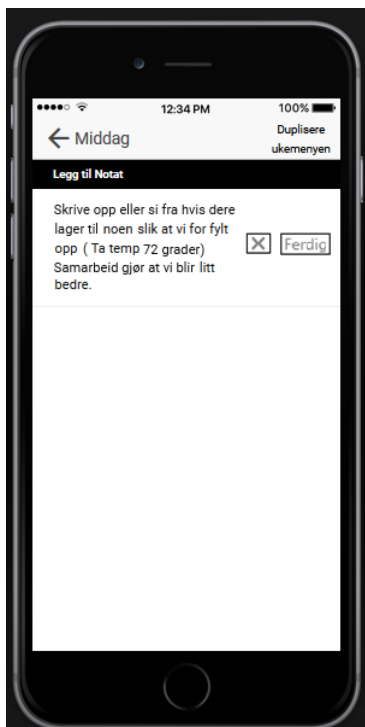 12:34 PM
100%
Middag
Duplisere
ukemenyen
Legg til Notat
Skrive opp eller si fra hvis dere
lager til noen slik at vi for fylt
opp ( Ta temp 72 grader)
Samarbeid gjør at vi blir litt
bedre.
Ferdig